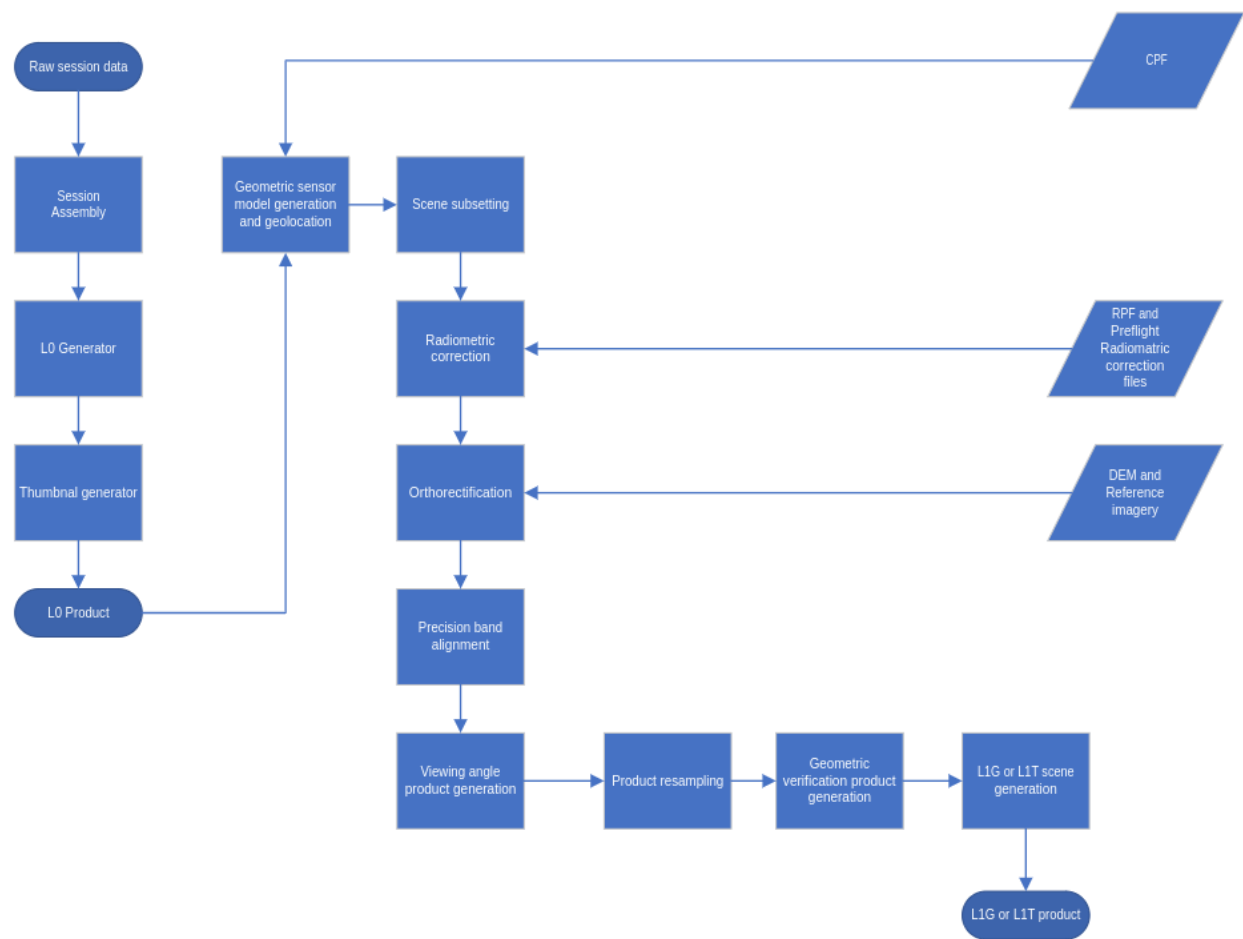 Raw session data
Session
Assembly
L0 Generator
Thumbnal generator
L0 Product
CPF
Geometric sensor
model generation
and geolocation
Scene subsetting
Radiometric
correction
RPF and
Preflight
Radiomatric
correction
files
Orthorectification
DEM and
Reference
imagery
Precision band
alignment
Viewing angle
product generation
Product resampling
Geometric
verification product
generation
L1G or L1T scene
generation
L1G or L1T product